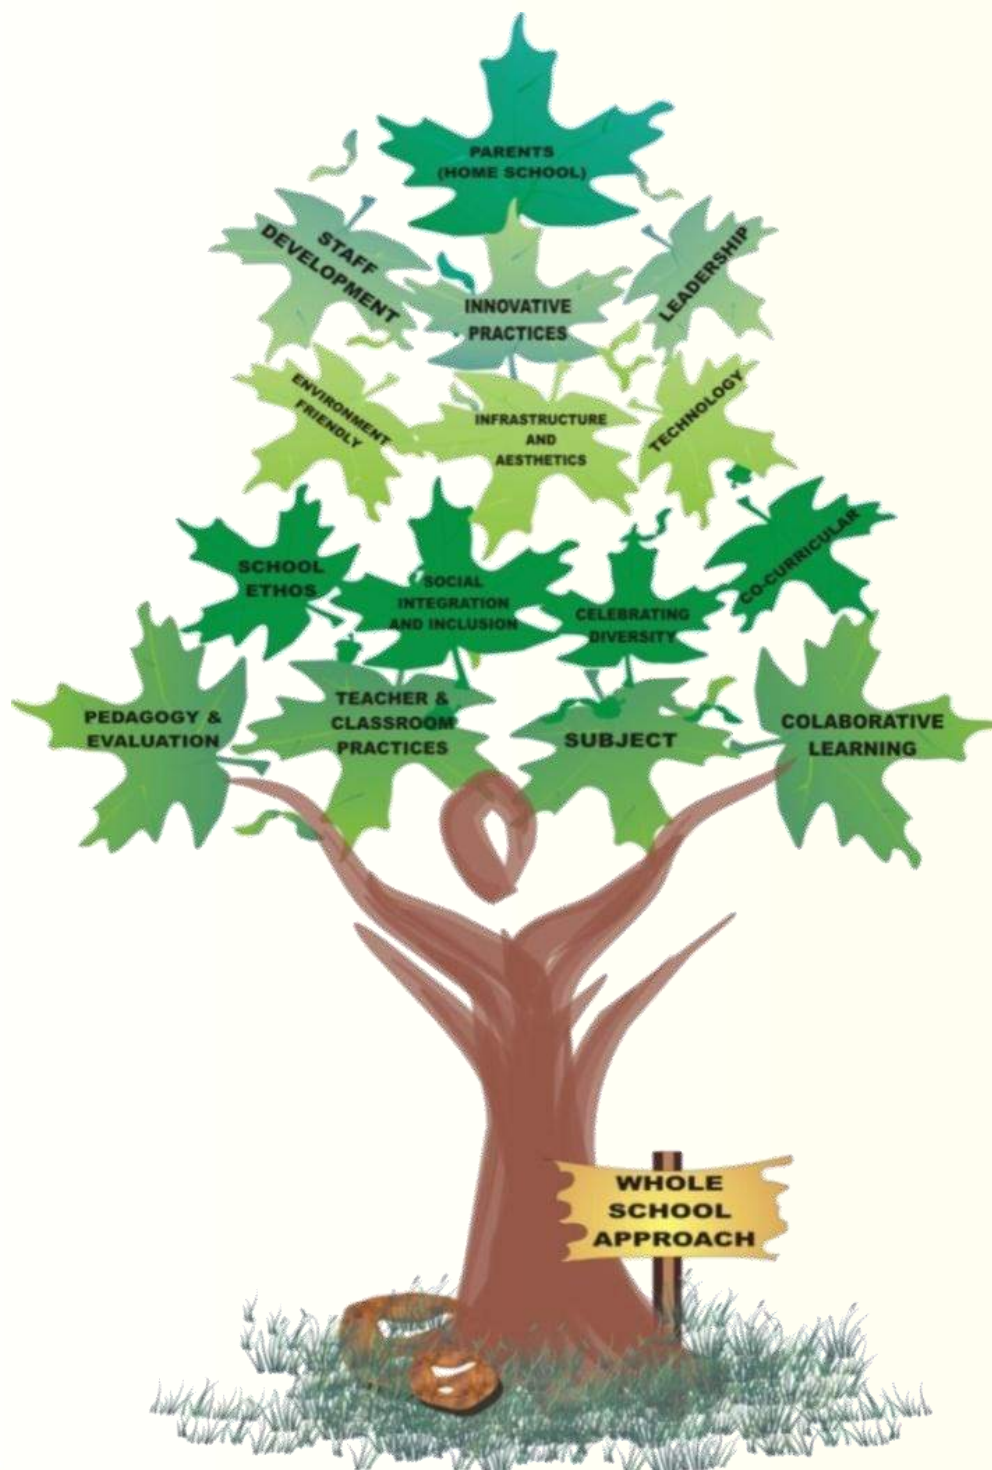 PARENTS
(HOME SCHOOL)
STAFF
DEVELOPMENT
INNOVATIVE
PRACTICES
LEADERSHIP
ENVIRONMENT
FRIENDLY
INFRASTRUCTURE
AND
AESTHETICS
TECHNOLOGY
SCHOOL
ETHOS
SOCIAL
INTEGRATION
AND INCLUSION
CELEBRATING
DIVERSITY
CO-CURRICULAR
PEDAGOGY &
EVALUATION
TEACHER &
CLASSROOM
PRACTICES
SUBJECT
COLABORATIVE
LEARNING
WHOLE
SCHOOL
APPROACH